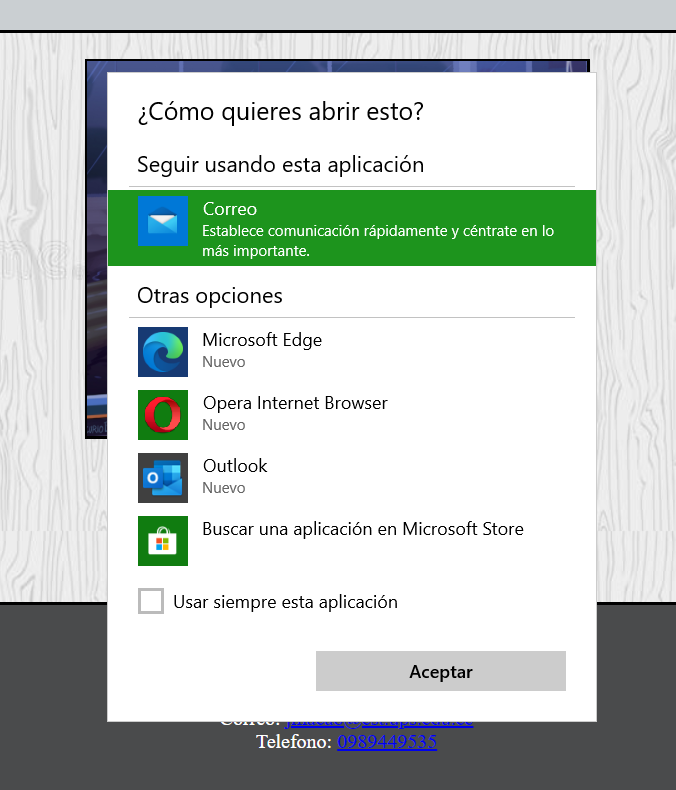 ¿Cómo quieres abrir esto?
Seguir usando esta aplicación
Correo
Establece comunicación rápidamente y céntrate en lo
más importante.
Otras opciones
Microsoft Edge
Nuevo
Opera Internet Browser
Nuevo
Outlook
Nuevo
Buscar una aplicación en Microsoft Store
Usar siempre esta aplicación
Aceptar
Correo:
Telefono: 0989449535